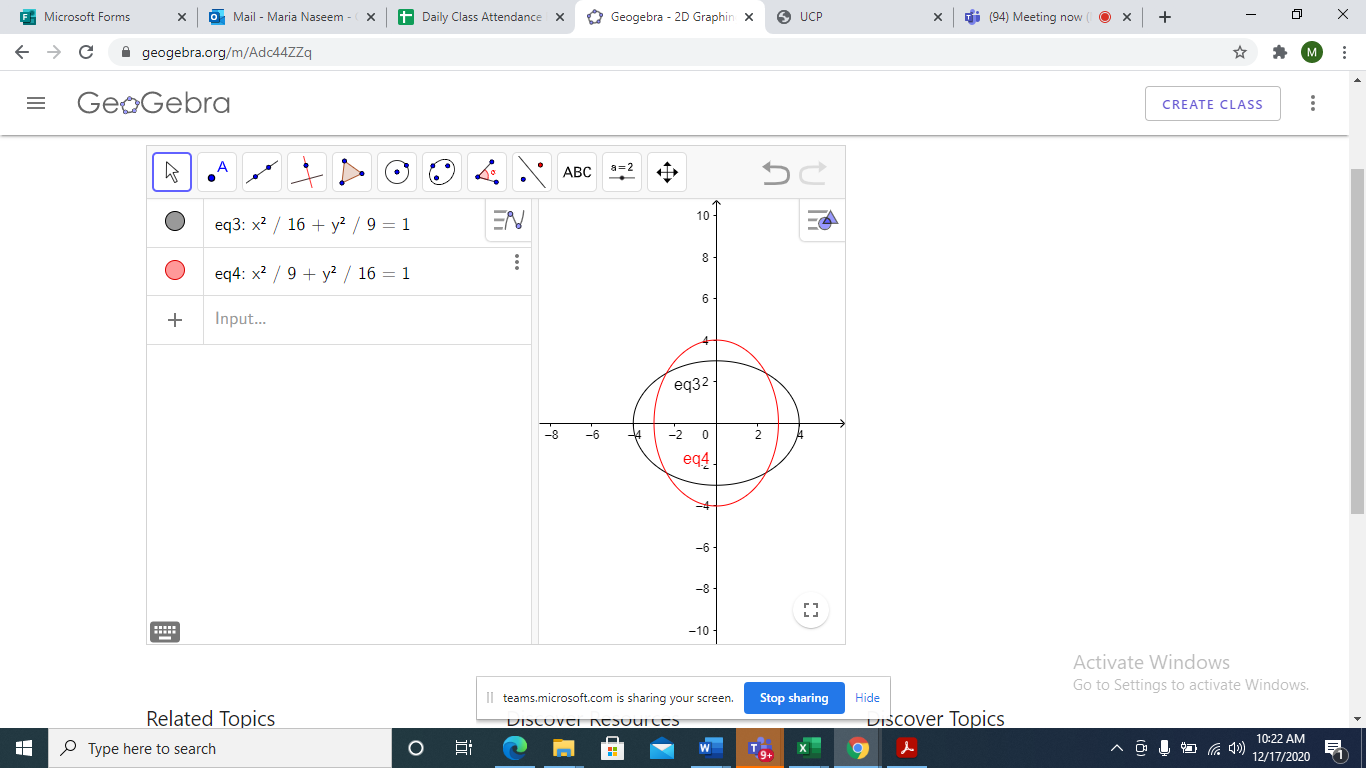 Microsoft Forms
Mail - Maria Naseem -
Daily Class Attendance
Geogebra - 2D Graphin
UCP
(94) Meeting now (
geogebra.org/m/Adc44ZZq
M
GeoGebra
CREATE CLASS
A
ABC
a=2
eq3: x² / 16 + y² / 9 = 1
eq4: x² / 9 + y² / 16 = 1
Input...
10
8
6
4
eq3 2
−8 −6 −4 −2 0 2 4
eq4 −2
−4
−6
−8
−10
Activate Windows
Go to Settings to activate Windows.
teams.microsoft.com is sharing your screen. Stop sharing Hide
Related Topics
Discover Resources
Discover Topics
Type here to search
9+
10:22 AM
12/17/2020
1